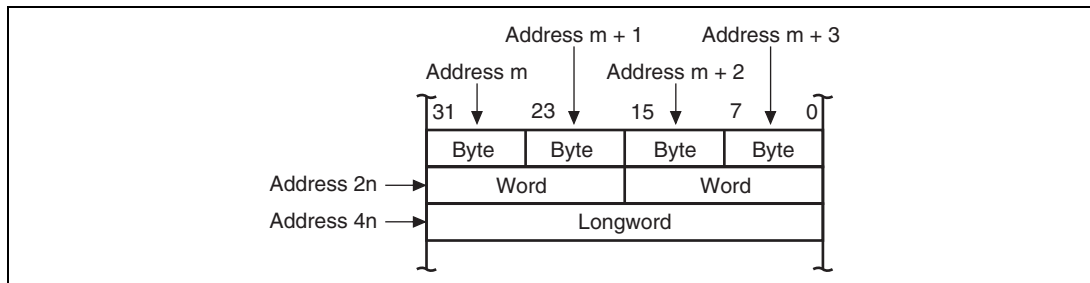 Address m + 1 Address m + 3
Address m Address m + 2
31 23 15 7 0
Byte Byte Byte Byte
Address 2n Word Word
Address 4n Longword